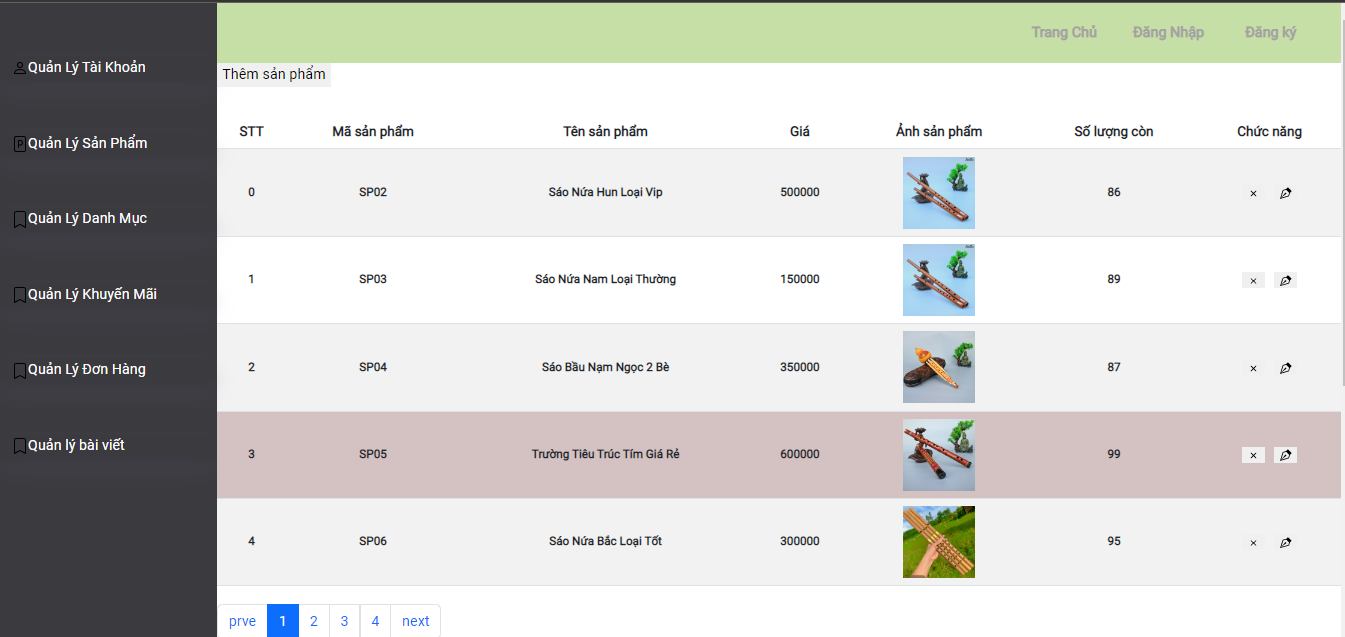 Trang Chủ Đăng Nhập Đăng ký
Quản Lý Tài Khoản
Quản Lý Sản Phẩm
Quản Lý Danh Mục
Quản Lý Khuyến Mãi
Quản Lý Đơn Hàng
Quản lý bài viết
Thêm sản phẩm
STT Mã sản phẩm Tên sản phẩm Giá Ảnh sản phẩm Số lượng còn Chức năng
0 SP02 Sáo Nứa Hun Loại Vip 500000 86 ×
1 SP03 Sáo Nứa Nam Loại Thường 150000 89 ×
2 SP04 Sáo Bầu Nạm Ngọc 2 Bè 350000 87 ×
3 SP05 Trường Tiêu Trúc Tím Giá Rẻ 600000 99 ×
4 SP06 Sáo Nứa Bắc Loại Tốt 300000 95 ×
prve 1 2 3 4 next